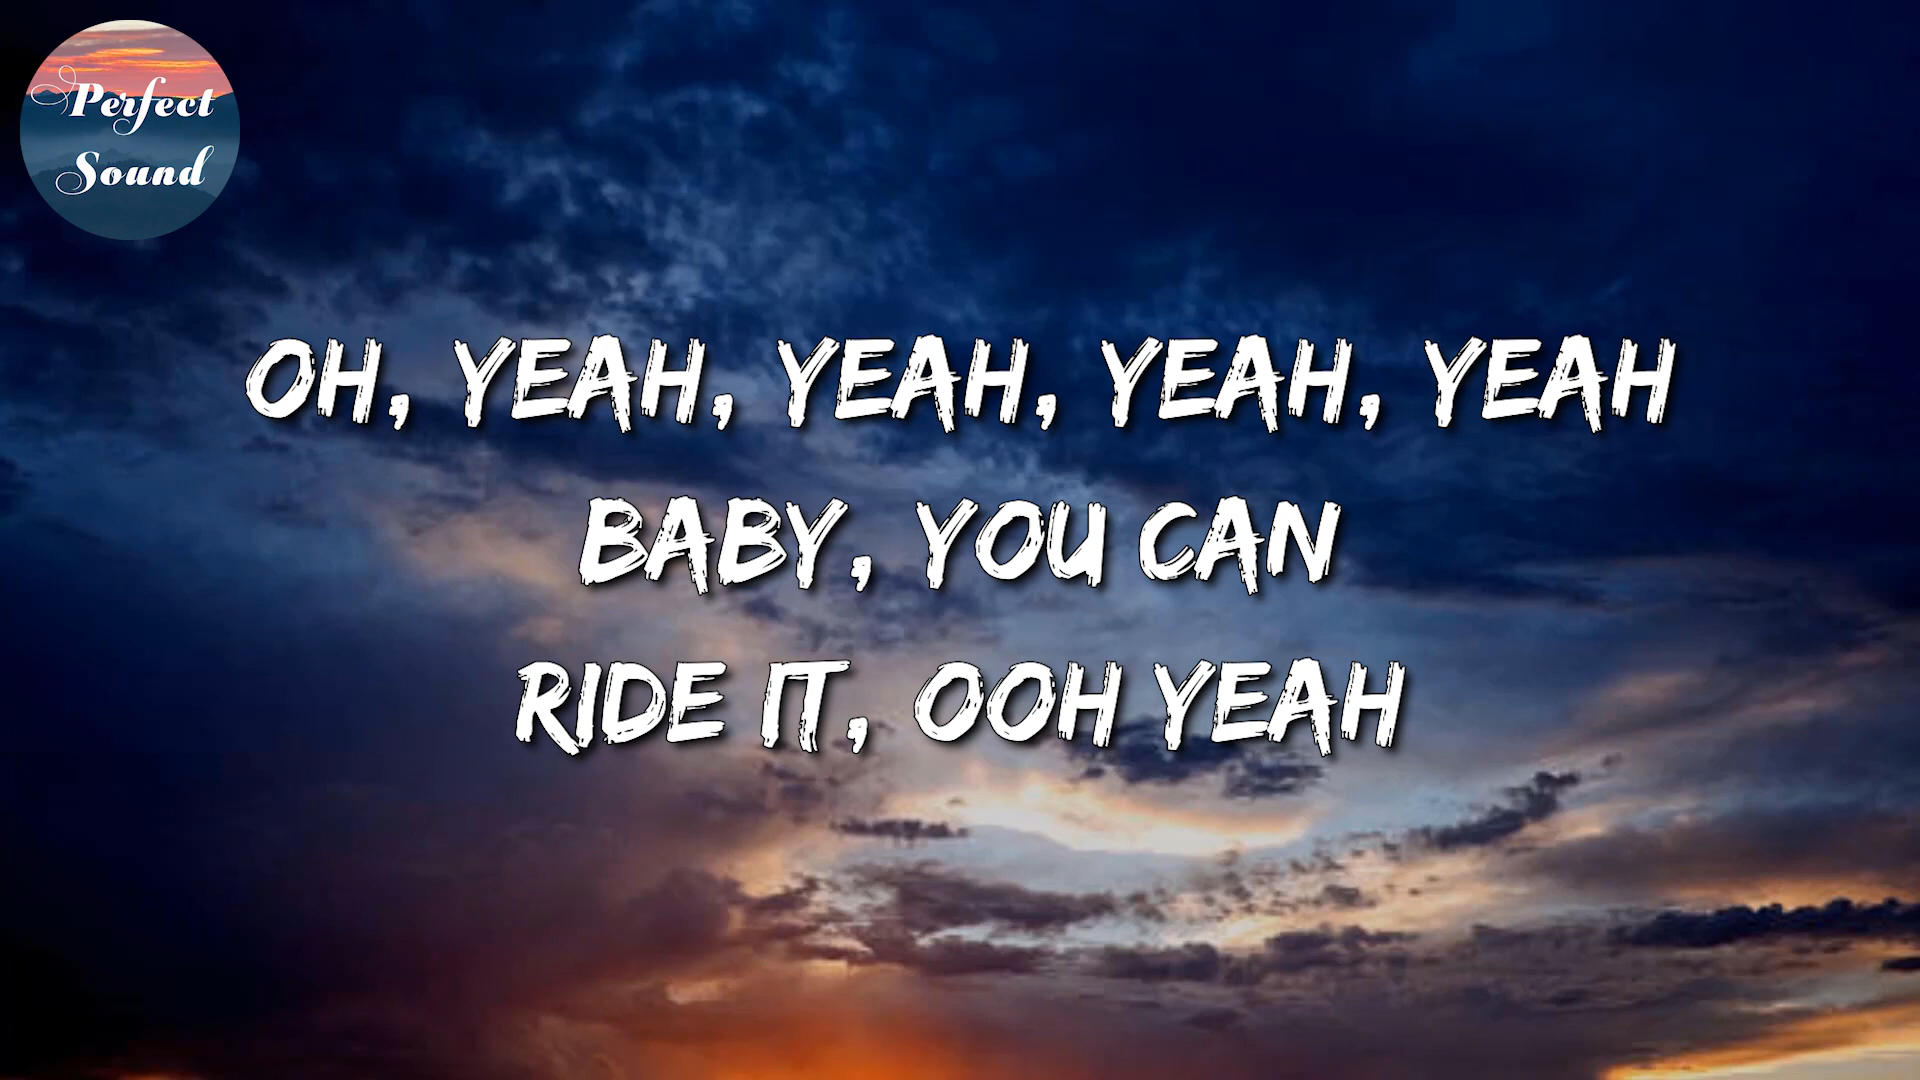 Perfect
Sound
OH, YEAH, YEAH, YEAH, YEAH
BABY, YOU CAN
RIDE IT, OOH YEAH